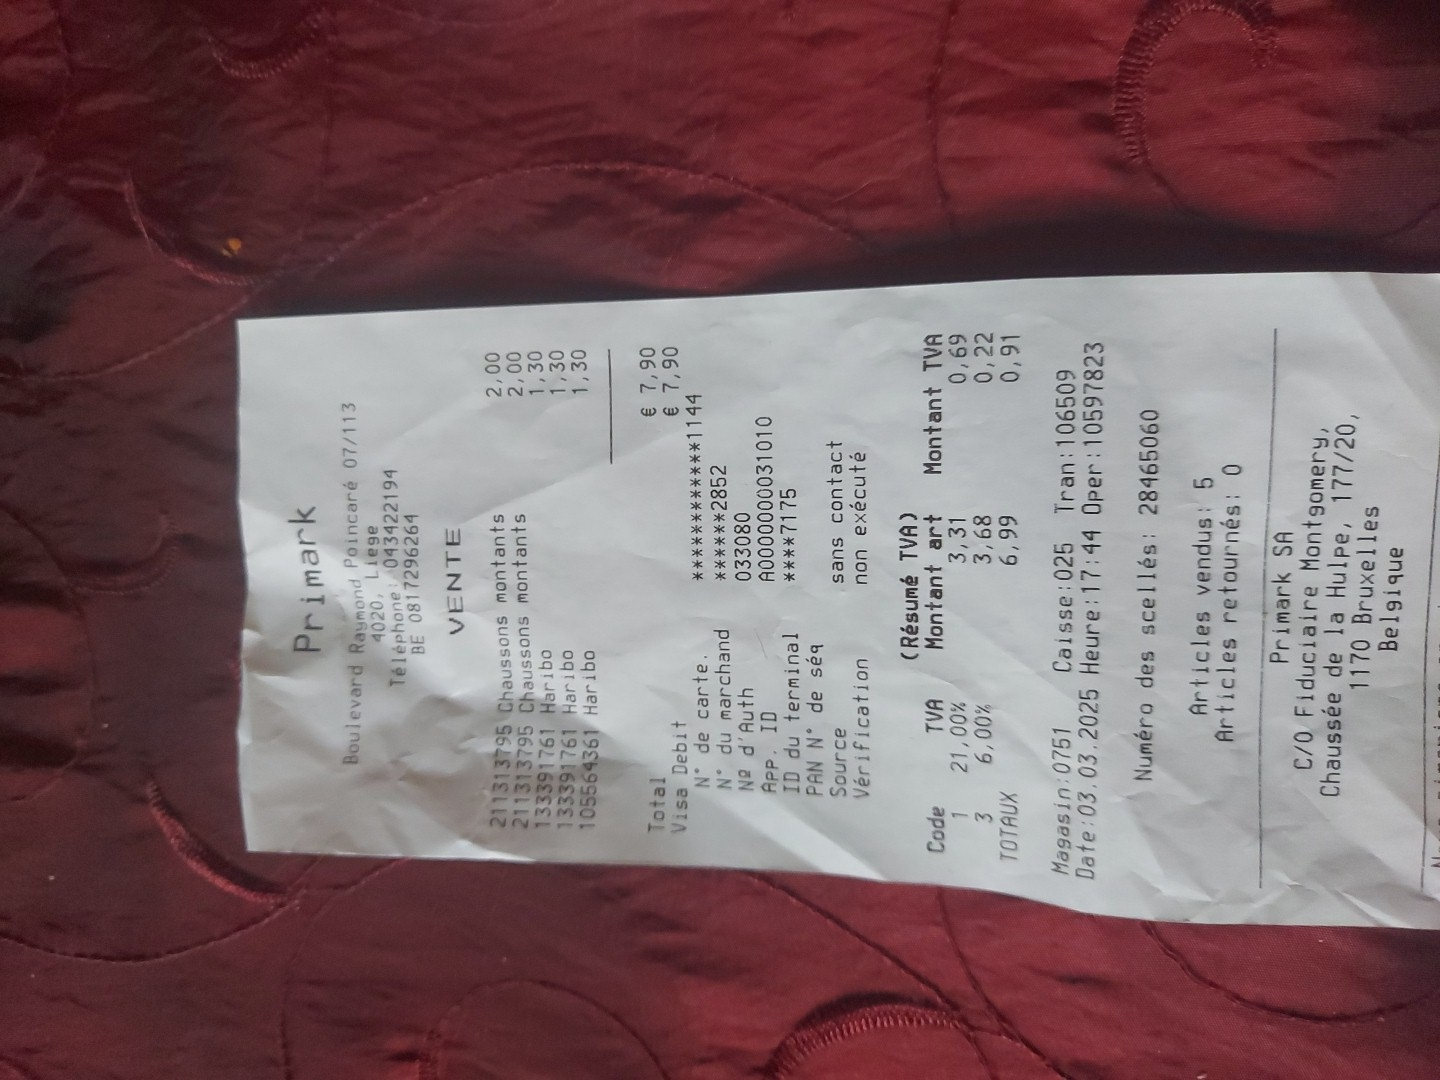 Primark
Boulevard Raymond Poincaré 07/113
4020, Liege
Téléphone: 043422194
BE 0817296264
VENTE
211313795 Chaussons montants 2,00
211313795 Chaussons montants 2,00
133391761 Haribo 1,30
133391761 Haribo 1,30
105564361 Haribo 1,30
Total € 7,90
Visa Debit € 7,90
N° de carte. ************1144
N° du marchand ******2852
Nº d'Auth 033080
App. ID A0000000031010
ID du terminal ****7175
PAN N° de séq
Source sans contact
Vérification non exécuté
(Résumé TVA)
Code TVA Montant art Montant TVA
1 21,00% 3,31 0,69
3 6,00% 3,68 0,22
TOTAUX 6,99 0,91
Magasin:0751 Caisse:025 Tran:106509
Date:03.03.2025 Heure:17:44 Oper:10597823
Numéro des scellés: 28465060
Articles vendus: 5
Articles retournés: 0
Primark SA
C/O Fiduciaire Montgomery,
Chaussée de la Hulpe, 177/20,
1170 Bruxelles
Belgique